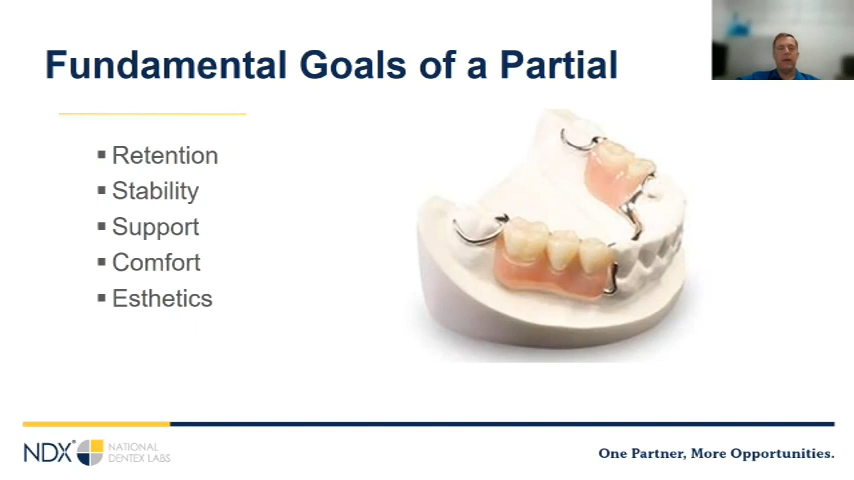 Fundamental Goals of a Partial
▪ Retention
▪ Stability
▪ Support
▪ Comfort
▪ Esthetics
NDX® NATIONAL
DENTEX LABS
One Partner, More Opportunities.